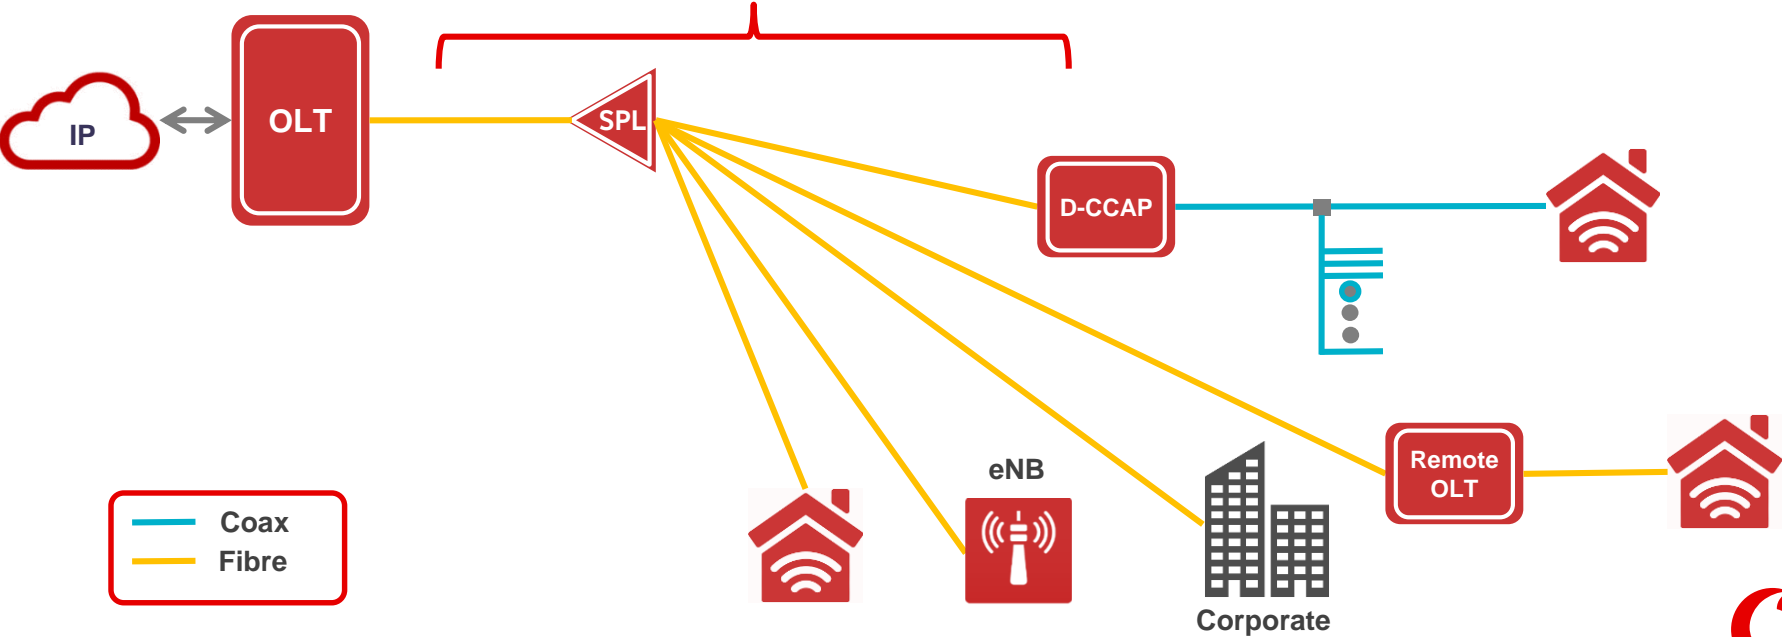 IP
OLT
SPL
D-CCAP
Remote
OLT
eNB
Corporate
Coax
Fibre